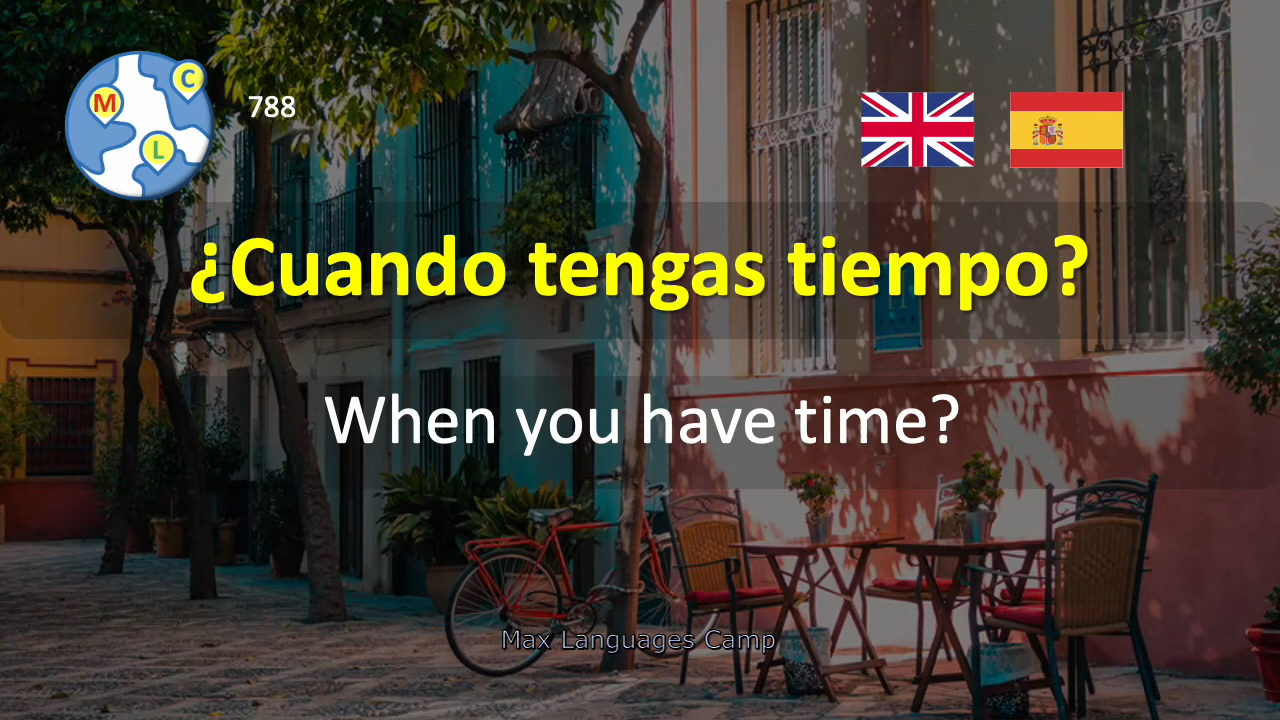 M
C
L
788
¿Cuando tengas tiempo?
When you have time?
Max Languages Camp